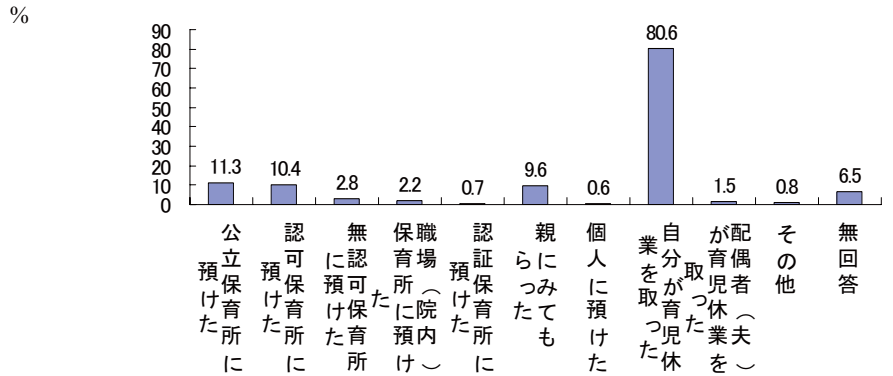 %
90
80
70
60
50
40
30
20
10
0
11.3
10.4
2.8
2.2
0.7
9.6
0.6
80.6
1.5
0.8
6.5
公立保育所に
預けた
認可保育所に
預けた
無認可保育所
に預けた
職場（院内）
保育所に預け
た
認証保育所に
預けた
親にみても
らった
個人に預けた
自分が育児休
業を取った
配偶者（夫）
が育児休業を
取った
その他
無回答